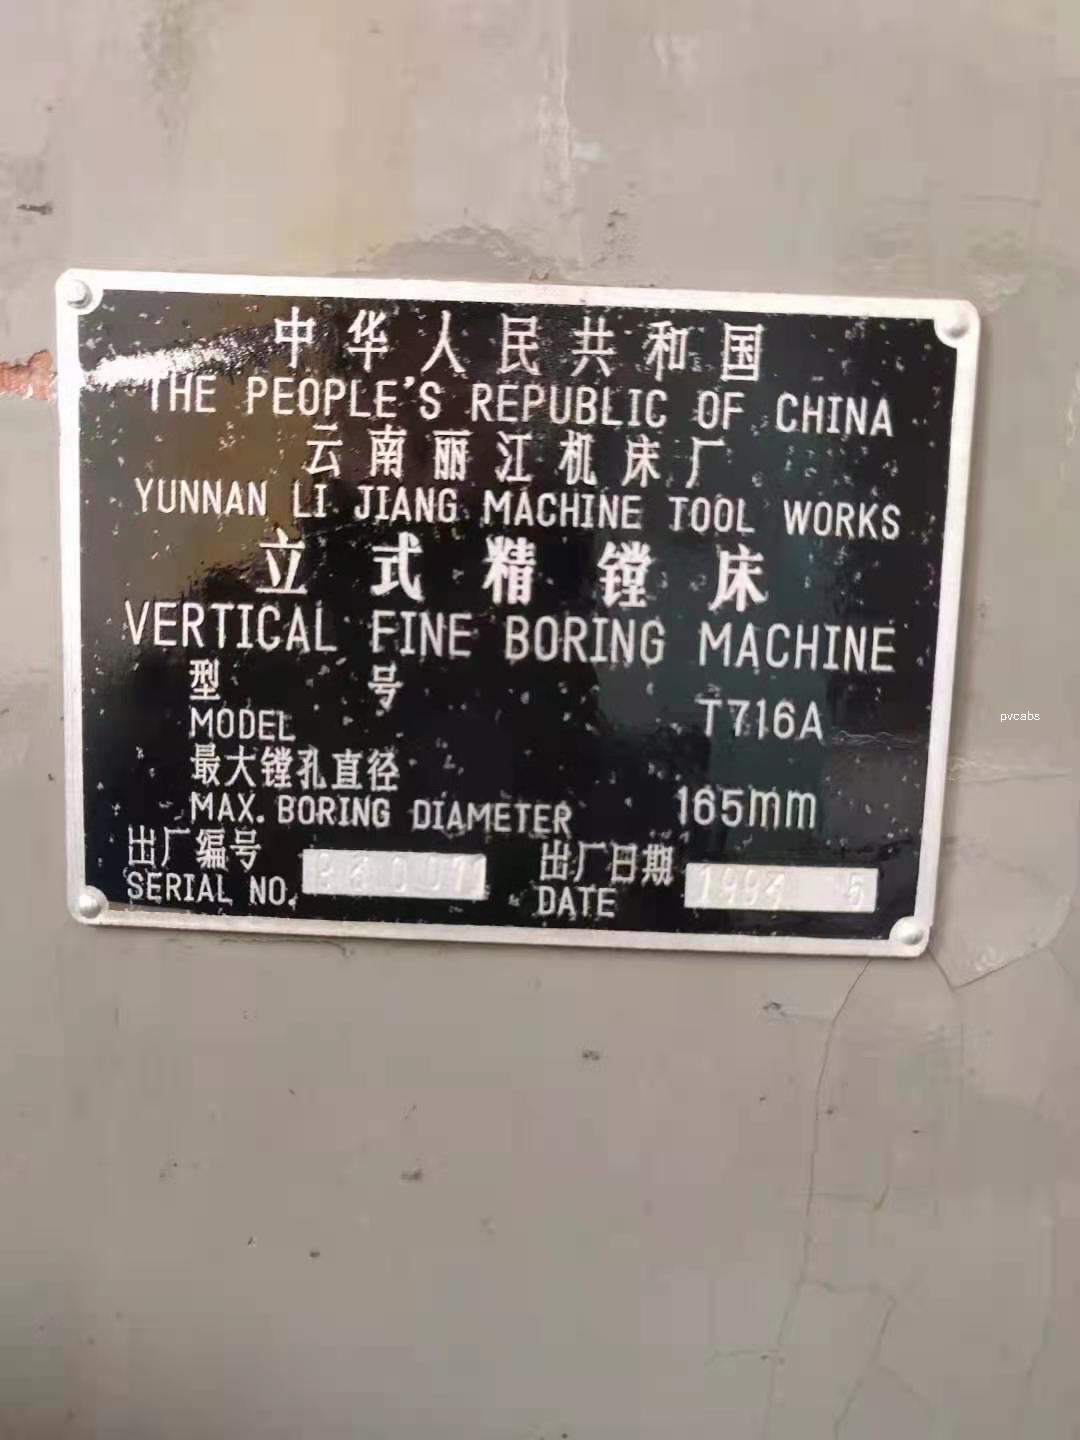 中华人民共和国
THE PEOPLE'S REPUBLIC OF CHINA
云南丽江机床厂
YUNNAN LI JIANG MACHINE TOOL WORKS
立式精镗床
VERTICAL FINE BORING MACHINE
型 号
MODEL T716A
最大镗孔直径
MAX. BORING DIAMETER 165mm
出厂编号 出厂日期
SERIAL NO. DATE 5
pvcabs